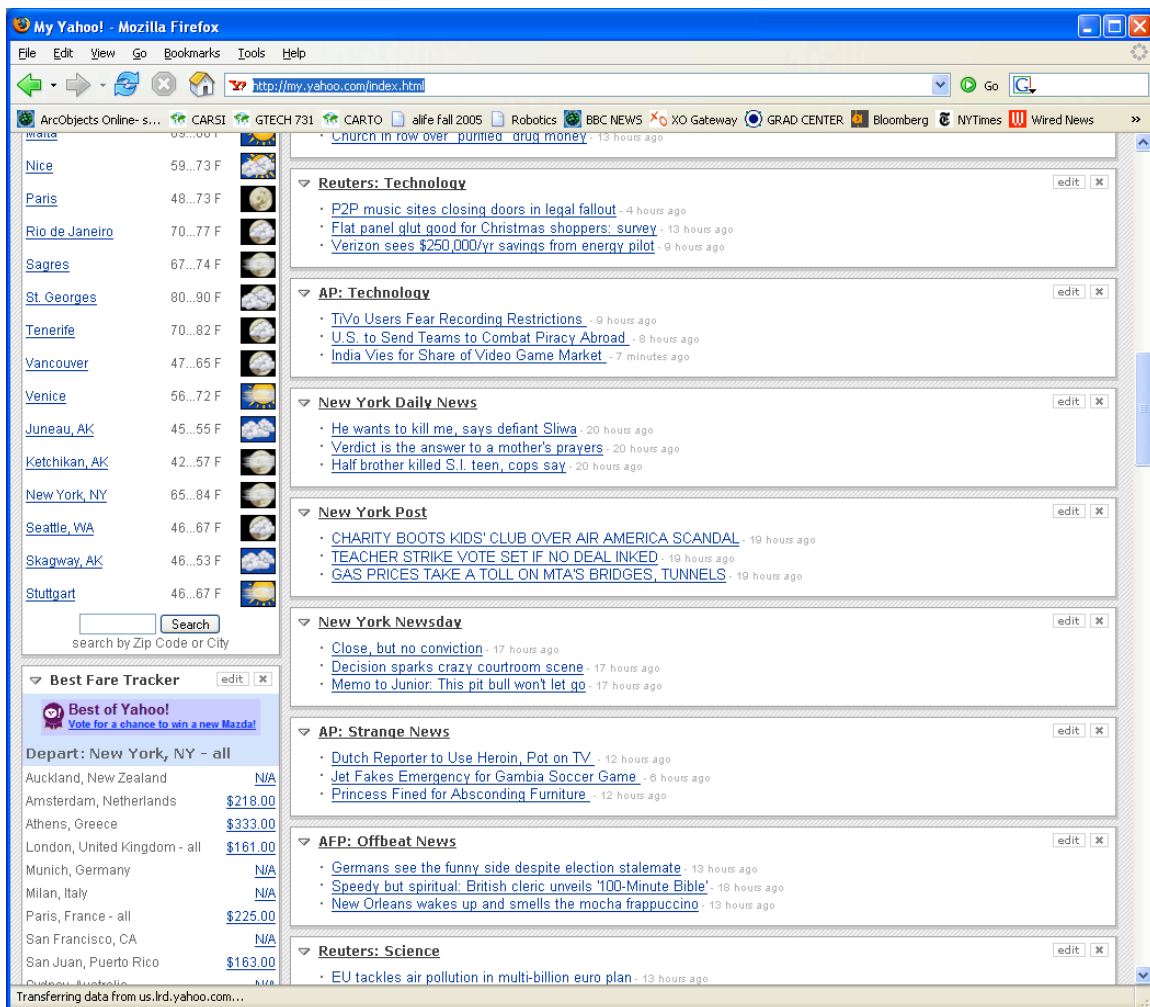 My Yahoo! - Mozilla Firefox
File Edit View Go Bookmarks Tools Help
http://my.yahoo.com/index.html Go
ArcObjects Online- s... CARSI GTECH 731 CARTO alife fall 2005 Robotics BBC NEWS XO Gateway GRAD CENTER Bloomberg NYTimes Wired News »
Malta
Nice 59...73 F
Paris 48...73 F
Rio de Janeiro 70...77 F
Sagres 67...74 F
St. Georges 80...90 F
Tenerife 70...82 F
Vancouver 47...65 F
Venice 56...72 F
Juneau, AK 45...55 F
Ketchikan, AK 42...57 F
New York, NY 65...84 F
Seattle, WA 46...67 F
Skagway, AK 46...53 F
Stuttgart 46...67 F
Search
search by Zip Code or City
Best Fare Tracker edit
Best of Yahoo!
Vote for a chance to win a new Mazda!
Depart: New York, NY - all
Auckland, New Zealand N/A
Amsterdam, Netherlands $218.00
Athens, Greece $333.00
London, United Kingdom - all $161.00
Munich, Germany N/A
Milan, Italy N/A
Paris, France - all $225.00
San Francisco, CA N/A
San Juan, Puerto Rico $163.00
Sydney, Australia N/A
Church in row over 'purified' drug money - 13 hours ago
Reuters: Technology edit
P2P music sites closing doors in legal fallout - 4 hours ago
Flat panel glut good for Christmas shoppers: survey - 13 hours ago
Verizon sees $250,000/yr savings from energy pilot - 9 hours ago
AP: Technology edit
TiVo Users Fear Recording Restrictions - 9 hours ago
U.S. to Send Teams to Combat Piracy Abroad - 8 hours ago
India Vies for Share of Video Game Market - 7 minutes ago
New York Daily News edit
He wants to kill me, says defiant Sliwa - 20 hours ago
Verdict is the answer to a mother's prayers - 20 hours ago
Half brother killed S.I. teen, cops say - 20 hours ago
New York Post edit
CHARITY BOOTS KIDS' CLUB OVER AIR AMERICA SCANDAL - 19 hours ago
TEACHER STRIKE VOTE SET IF NO DEAL INKED - 19 hours ago
GAS PRICES TAKE A TOLL ON MTA'S BRIDGES, TUNNELS - 19 hours ago
New York Newsday edit
Close, but no conviction - 17 hours ago
Decision sparks crazy courtroom scene - 17 hours ago
Memo to Junior: This pit bull won't let go - 17 hours ago
AP: Strange News edit
Dutch Reporter to Use Heroin, Pot on TV - 12 hours ago
Jet Fakes Emergency for Gambia Soccer Game - 6 hours ago
Princess Fined for Absconding Furniture - 12 hours ago
AFP: Offbeat News edit
Germans see the funny side despite election stalemate - 13 hours ago
Speedy but spiritual: British cleric unveils '100-Minute Bible' - 18 hours ago
New Orleans wakes up and smells the mocha frappuccino - 13 hours ago
Reuters: Science edit
EU tackles air pollution in multi-billion euro plan - 13 hours ago
Transferring data from us.lrd.yahoo.com...